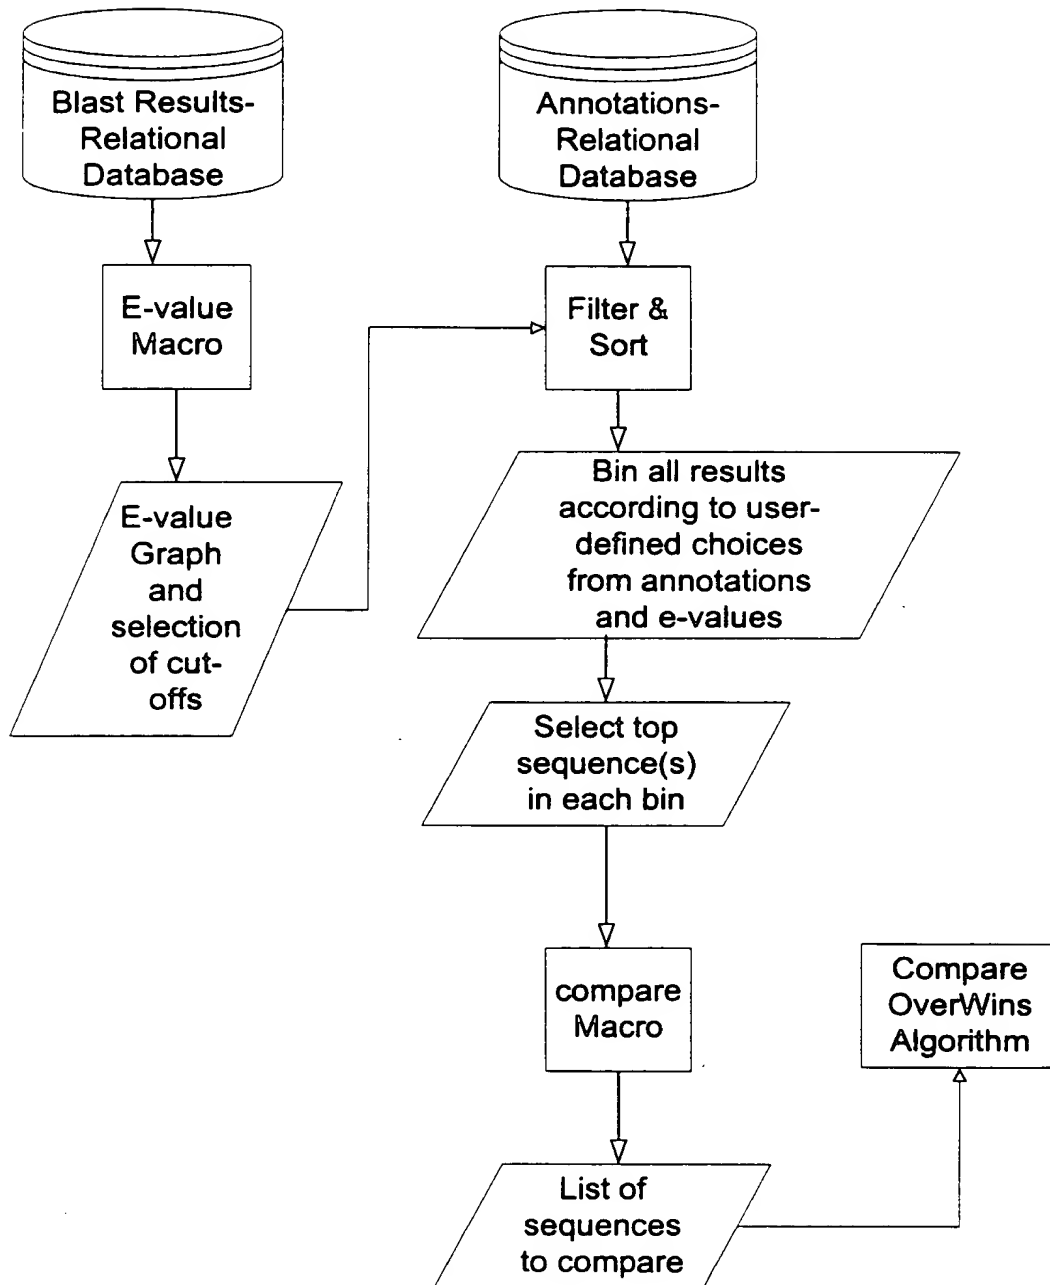 Blast Results-
Relational
Database
Annotations-
Relational
Database
E-value
Macro
Filter &
Sort
E-value
Graph
and
selection
of cut-
offs
Bin all results
according to user-
defined choices
from annotations
and e-values
Select top
sequence(s)
in each bin
compare
Macro
Compare
OverWins
Algorithm
List of
sequences
to compare